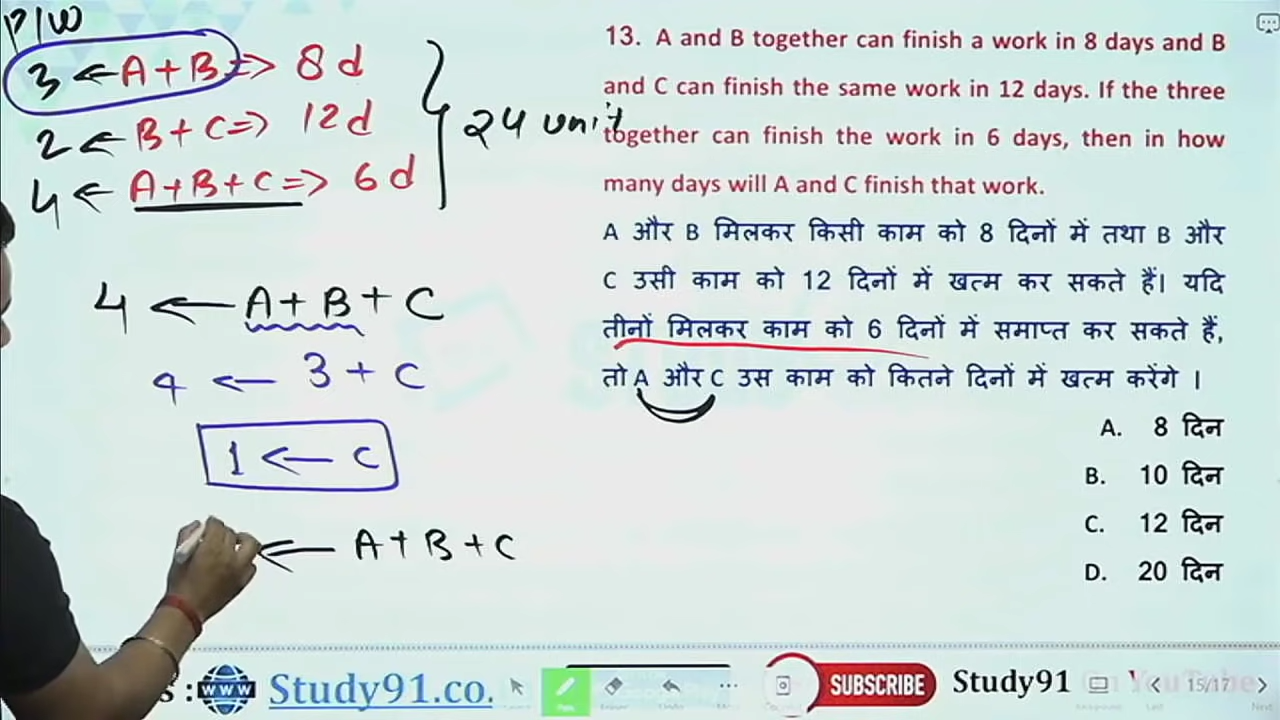 P/W
3 ← A + B => 8 d
2 ← B + C => 12 d
4 ← A + B + C => 6 d
24 unit
4 ← A + B + C
4 ← 3 + C
1 ← C
← A + B + C
13. A and B together can finish a work in 8 days and B
and C can finish the same work in 12 days. If the three
together can finish the work in 6 days, then in how
many days will A and C finish that work.
A और B मिलकर किसी काम को 8 दिनों में तथा B और
C उसी काम को 12 दिनों में खत्म कर सकते हैं। यदि
तीनों मिलकर काम को 6 दिनों में समाप्त कर सकते हैं,
तो A और C उस काम को कितने दिनों में खत्म करेंगे ।
A. 8 दिन
B. 10 दिन
C. 12 दिन
D. 20 दिन
s : www Study91.co.
Pen
SUBSCRIBE
Study91 On YouTube
15/17